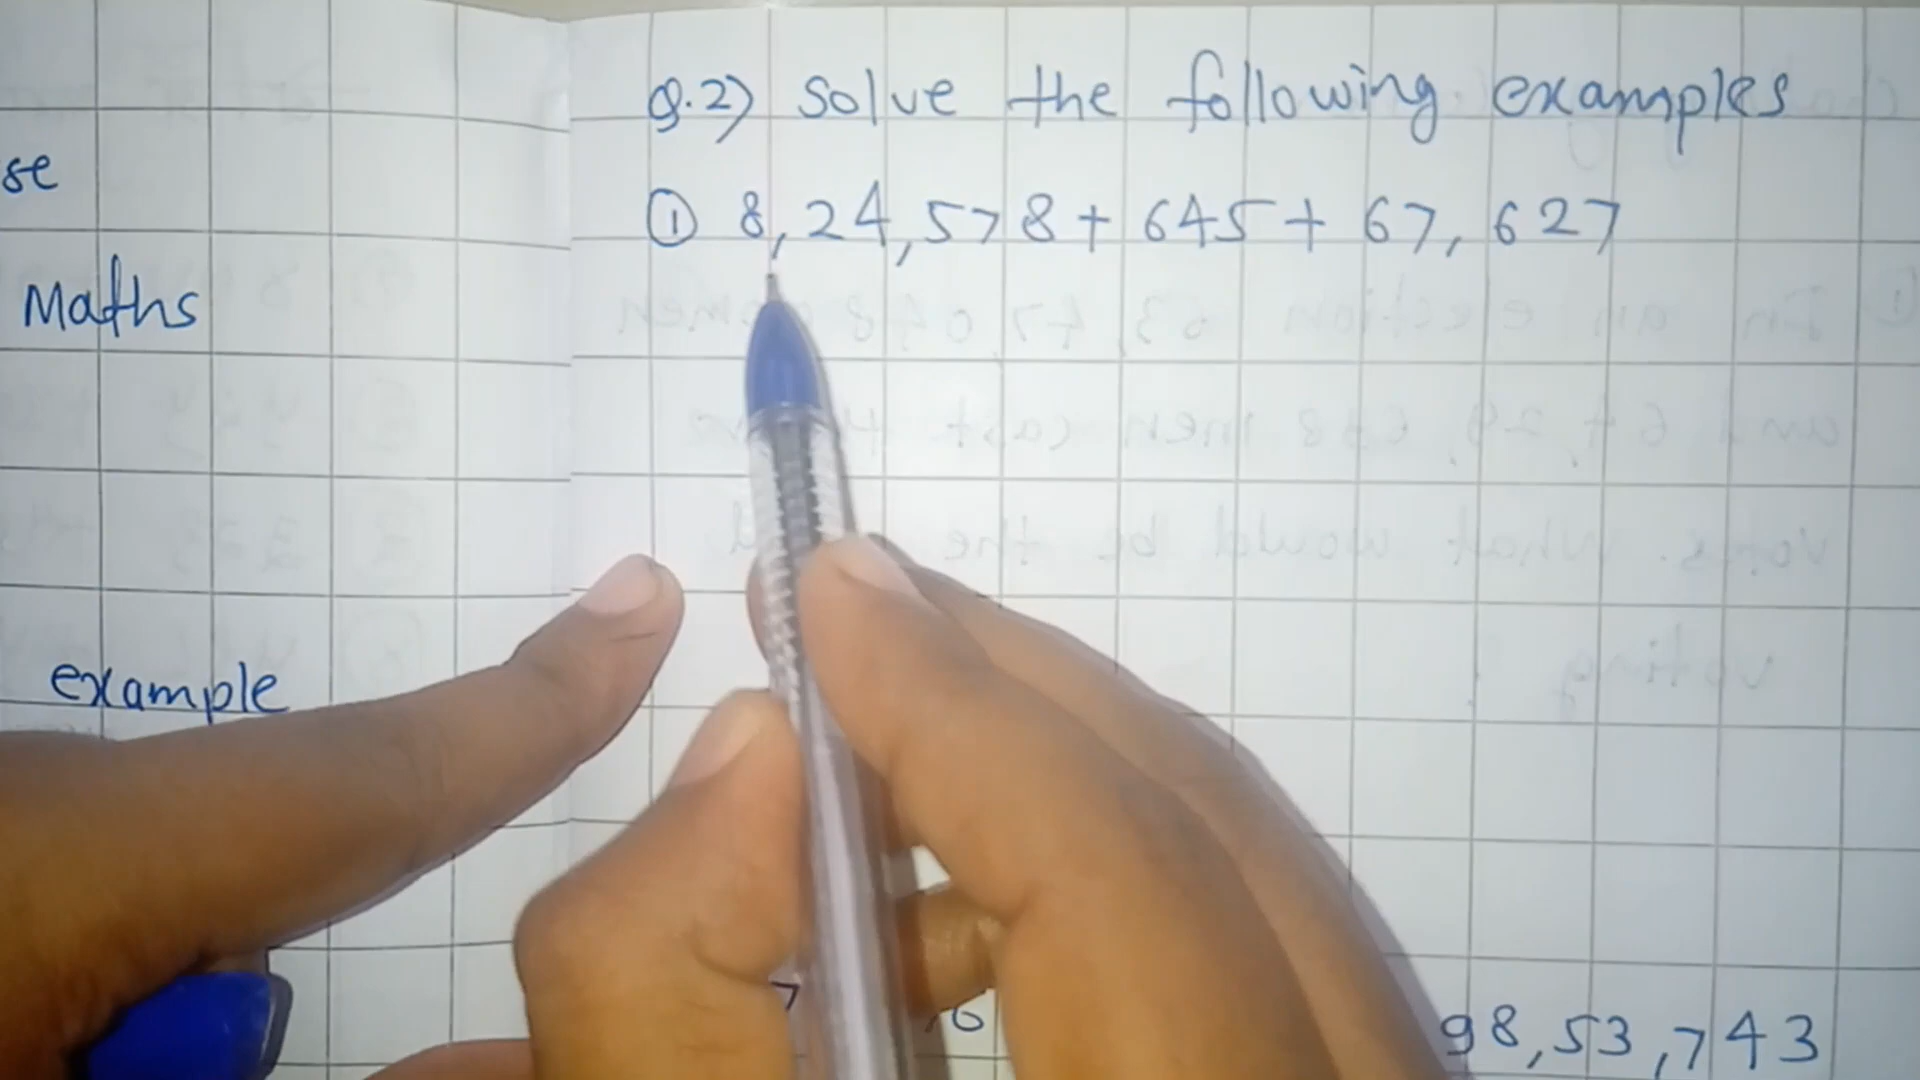 se
Maths
example
Q.2) Solve the following examples
① 8,24,578 + 645 + 67,627
98,53,743